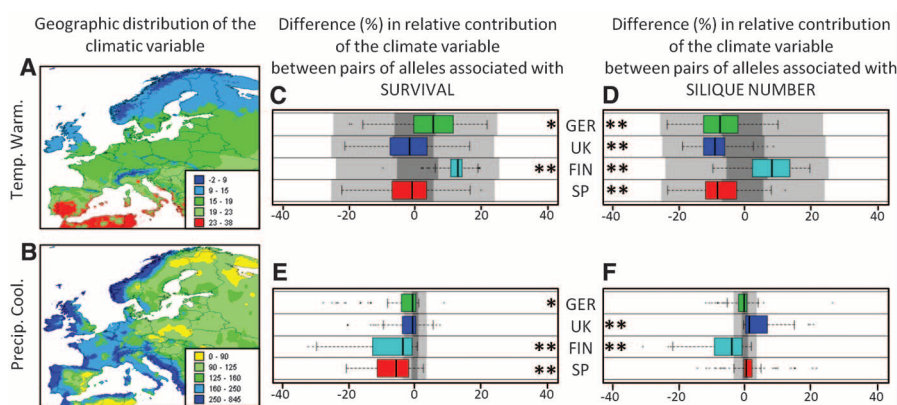 Geographic distribution of the
climatic variable
Difference (%) in relative contribution
of the climate variable
between pairs of alleles associated with
SURVIVAL
Difference (%) in relative contribution
of the climate variable
between pairs of alleles associated with
SILIQUE NUMBER
A
Temp. Warm.
-2 - 9
9 - 15
15 - 19
19 - 23
23 - 38
C
*
**
GER
UK
FIN
SP
-40 -20 0 20 40
D
**
**
**
**
-40 -20 0 20 40
B
Precip. Cool.
0 - 90
90 - 125
125 - 160
160 - 250
250 - 845
E
*
**
**
GER
UK
FIN
SP
-40 -20 0 20 40
F
**
**
-40 -20 0 20 40